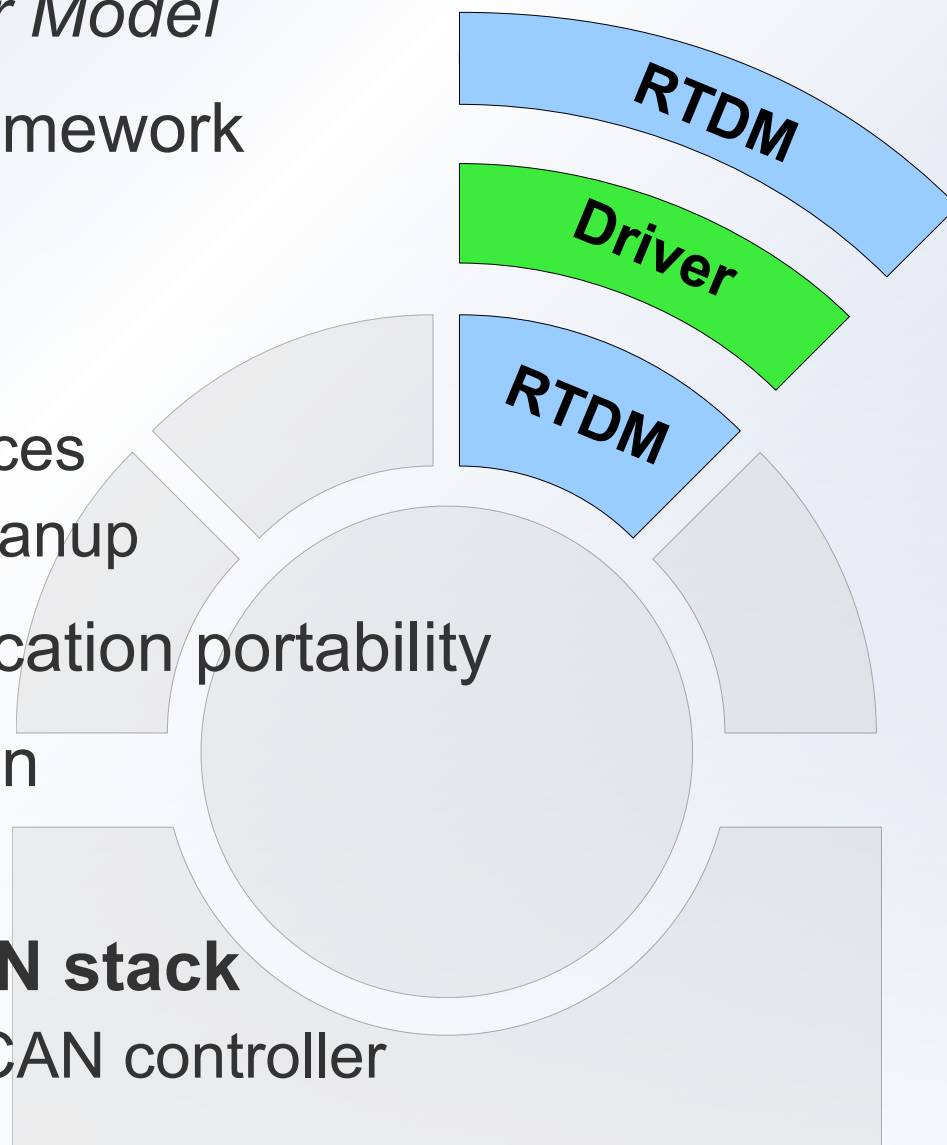 r Model
RTDM
mework
Driver
RTDM
ces
anup
cation portability
n
N stack
CAN controller